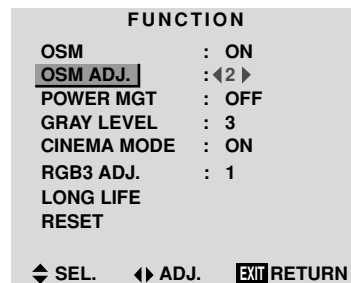 FUNCTION
OSM : ON
OSM ADJ. : 2
POWER MGT : OFF
GRAY LEVEL : 3
CINEMA MODE : ON
RGB3 ADJ. : 1
LONG LIFE
RESET
SEL. ADJ. EXIT RETURN